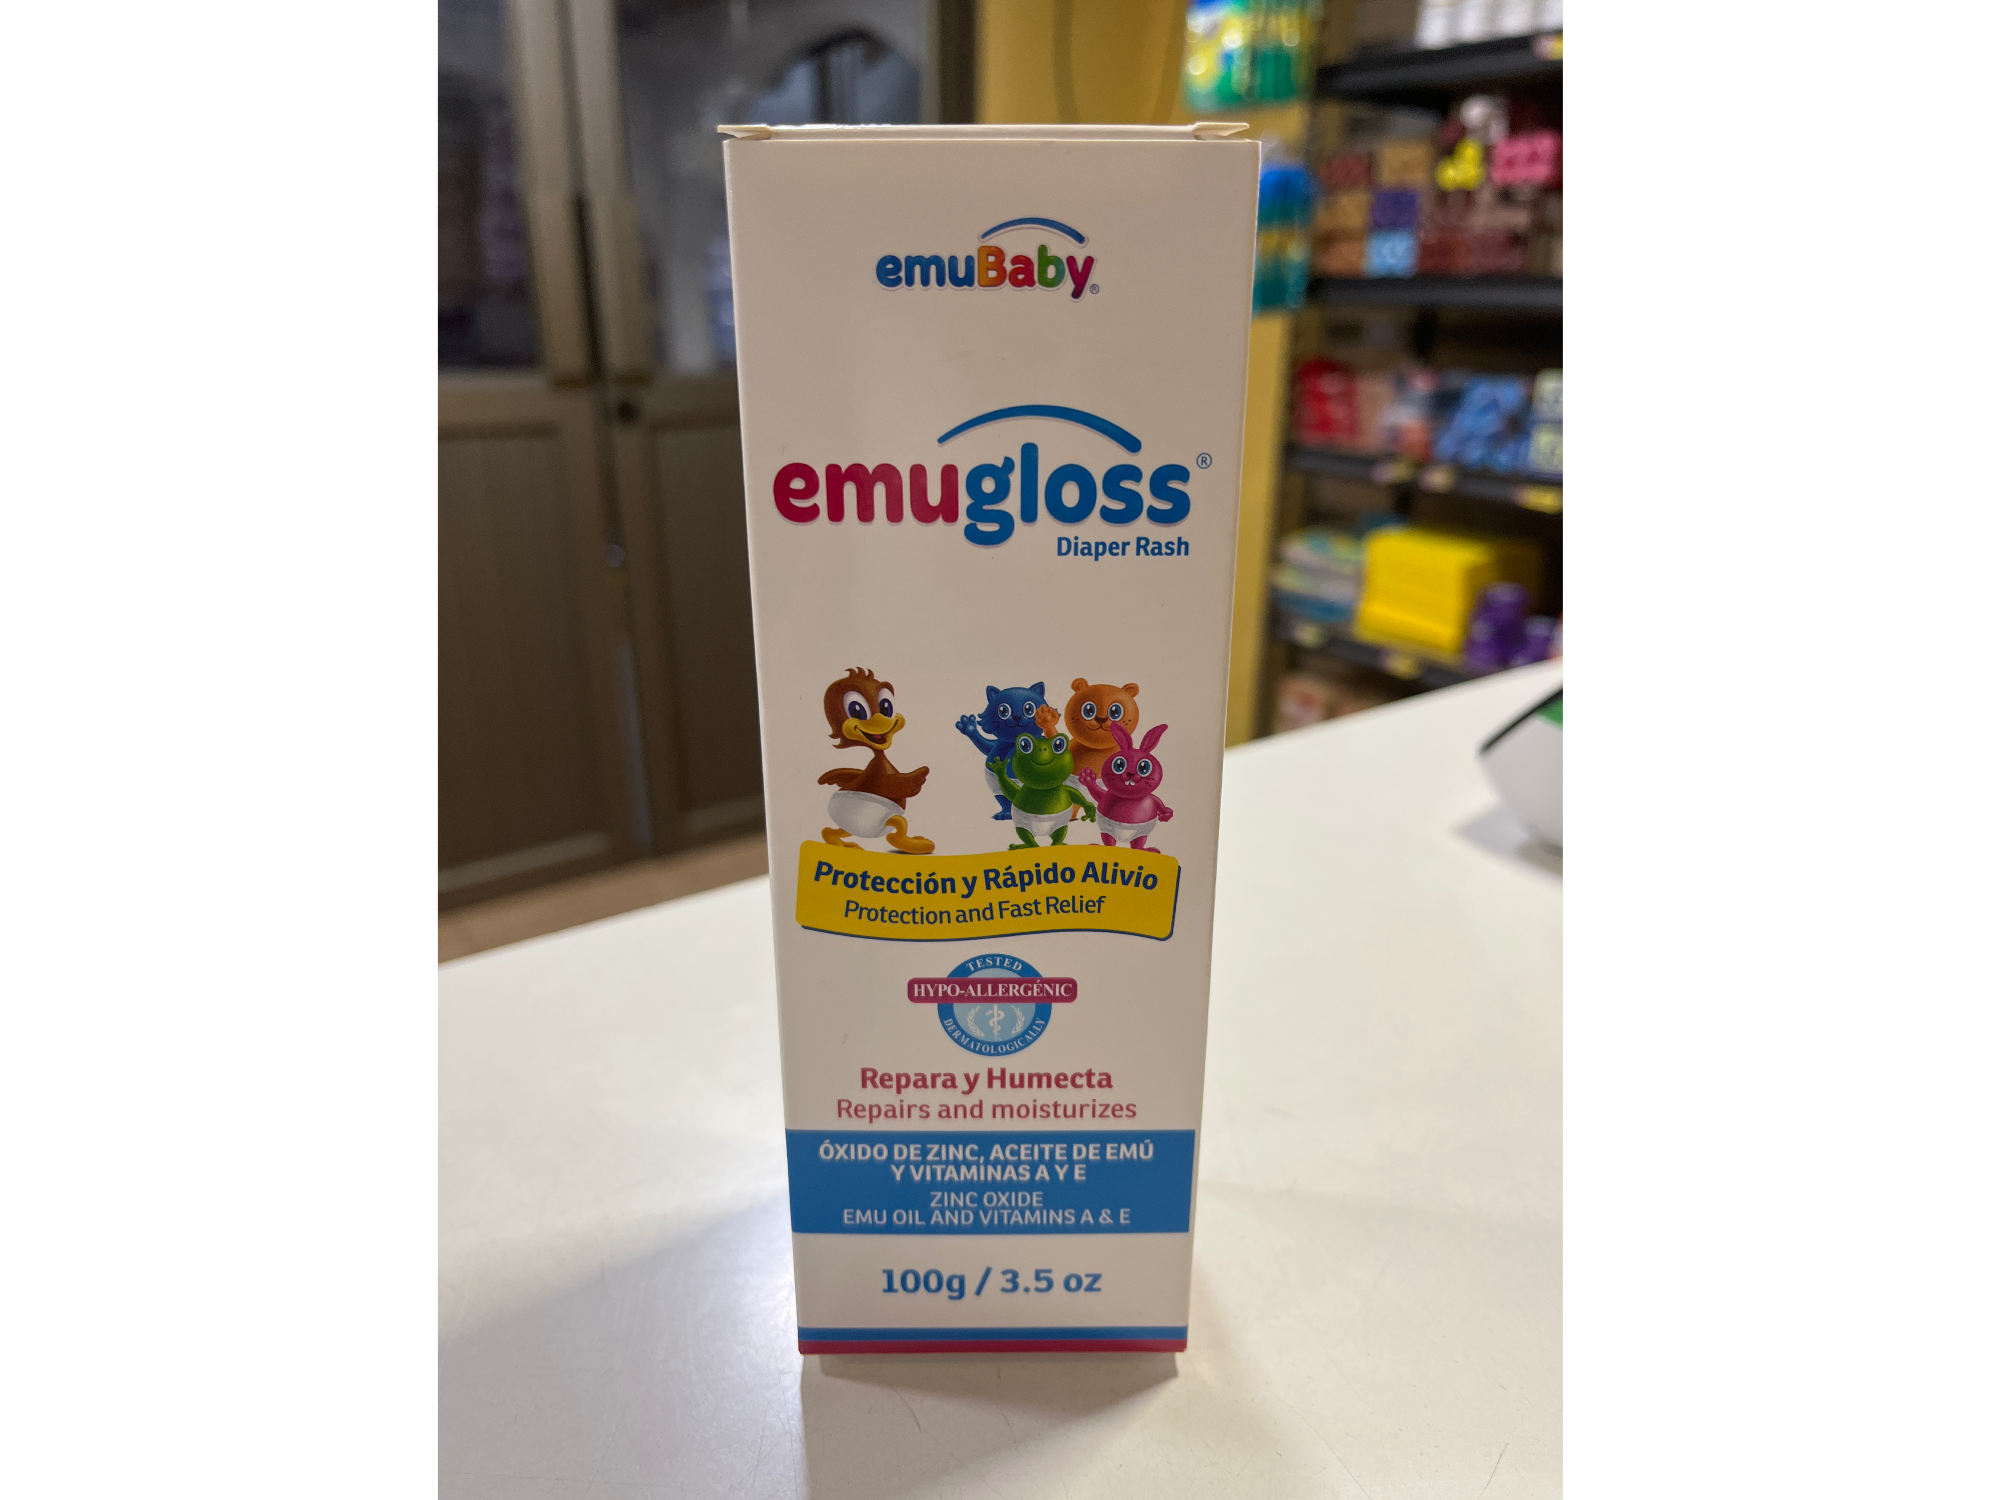 emuBaby®
emugloss®
Diaper Rash
Protección y Rápido Alivio
Protection and Fast Relief
TESTED
HYPO-ALLERGÉNIC
DERMATOLOGICALLY
Repara y Humecta
Repairs and moisturizes
ÓXIDO DE ZINC, ACEITE DE EMÚ
Y VITAMINAS A Y E
ZINC OXIDE
EMU OIL AND VITAMINS A & E
100g / 3.5 oz